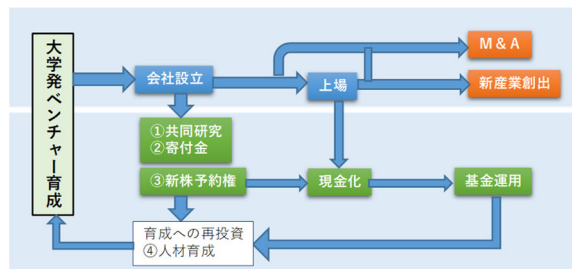 大学発ベンチャー育成
会社設立
上場
M & A
新産業創出
①共同研究
②寄付金
③新株予約権
現金化
基金運用
育成への再投資
④人材育成